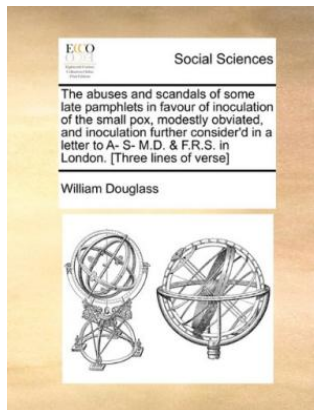 ECCO
Social Sciences
The abuses and scandals of some
late pamphlets in favour of inoculation
of the small pox, modestly obviated,
and inoculation further consider'd in a
letter to A- S- M.D. & F.R.S. in
London. [Three lines of verse]
William Douglass